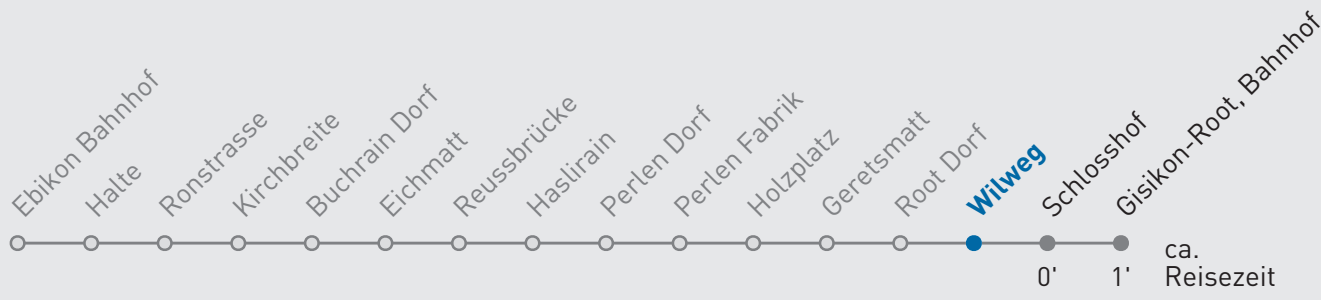 Ebikon Bahnhof
Halte
Ronstrasse
Kirchbreite
Buchrain Dorf
Eichmatt
Reussbrücke
Haslirain
Perlen Dorf
Perlen Fabrik
Holzplatz
Geretsmatt
Root Dorf
Wilweg
Schlosshof
Gisikon-Root, Bahnhof
ca.
0' 1' Reisezeit